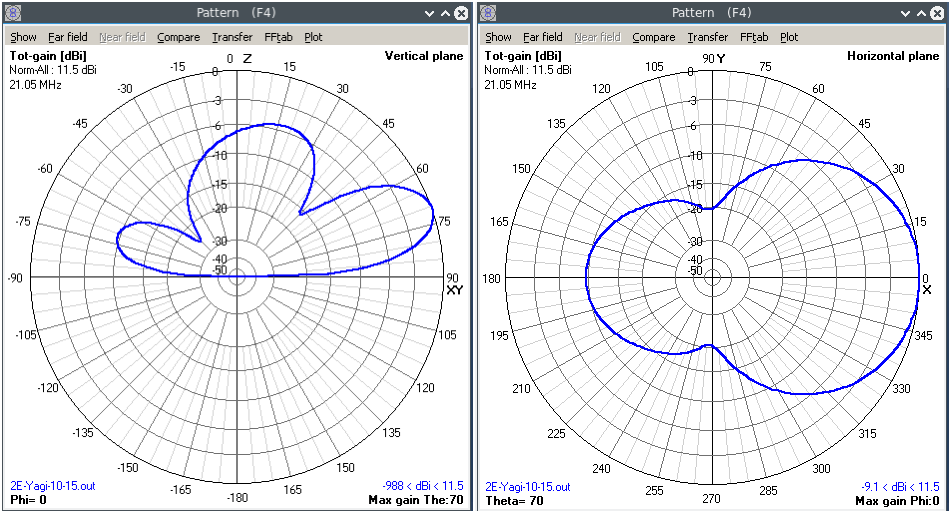 Pattern (F4)
Show Far field Near field Compare Transfer FFtab Plot
Tot-gain [dBi]
Norm-All : 11.5 dBi
21.05 MHz
Vertical plane
0 Z
-15 15
-30 30
-45 45
-60 60
-75 75
-90 90
XY
-105 105
-120 120
-135 135
-150 150
-165 165
-180
0
-3
-6
-10
-15
-20
-30
-40
-50
2E-Yagi-10-15.out
Phi= 0
-988 < dBi < 11.5
Max gain The:70
Pattern (F4)
Show Far field Near field Compare Transfer FFtab Plot
Tot-gain [dBi]
Norm-All : 11.5 dBi
21.05 MHz
Horizontal plane
90 Y
105 75
120 60
135 45
150 30
165 15
180 0
X
195 345
210 330
225 315
240 300
255 285
270
0
-3
-6
-10
-15
-20
-30
-40
-50
2E-Yagi-10-15.out
Theta= 70
-9.1 < dBi < 11.5
Max gain Phi:0